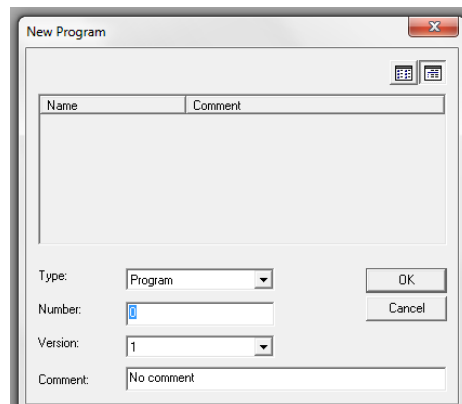 New Program
Name Comment
Type: Program OK
Number: 0 Cancel
Version: 1
Comment: No comment